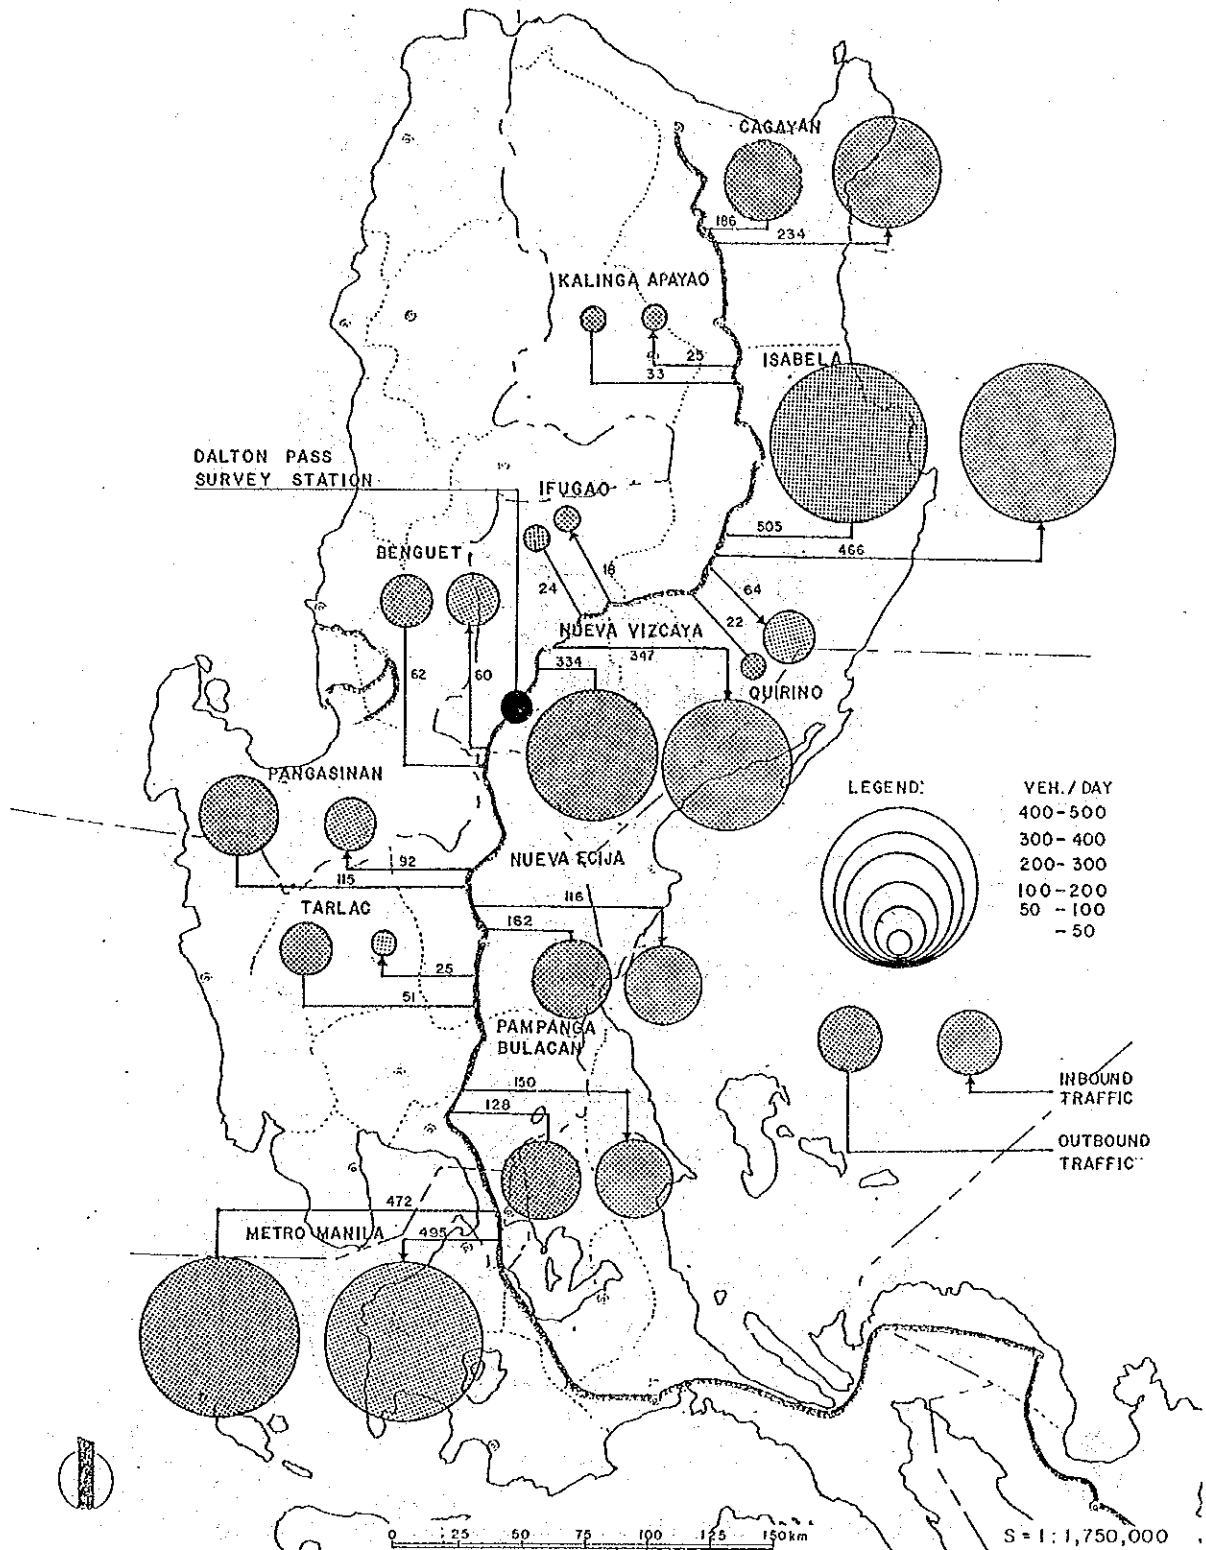 CAGAYAN
186
234
KALINGA APAYAO
25
33
ISABELA
505
466
DALTON PASS
SURVEY STATION
IFUGAO
18
24
BENGUET
62
60
64
22
NUEVA VIZCAYA
347
334
QUIRINO
PANGASINAN
92
115
NUEVA ECIJA
116
162
TARLAC
25
51
LEGEND: VEH./DAY
400-500
300-400
200-300
100-200
50 -100
-50
PAMPANGA
BULACAN
150
128
INBOUND
TRAFFIC
OUTBOUND
TRAFFIC
472
METRO MANILA
495
0 25 50 75 100 125 150km
S=1:1,750,000